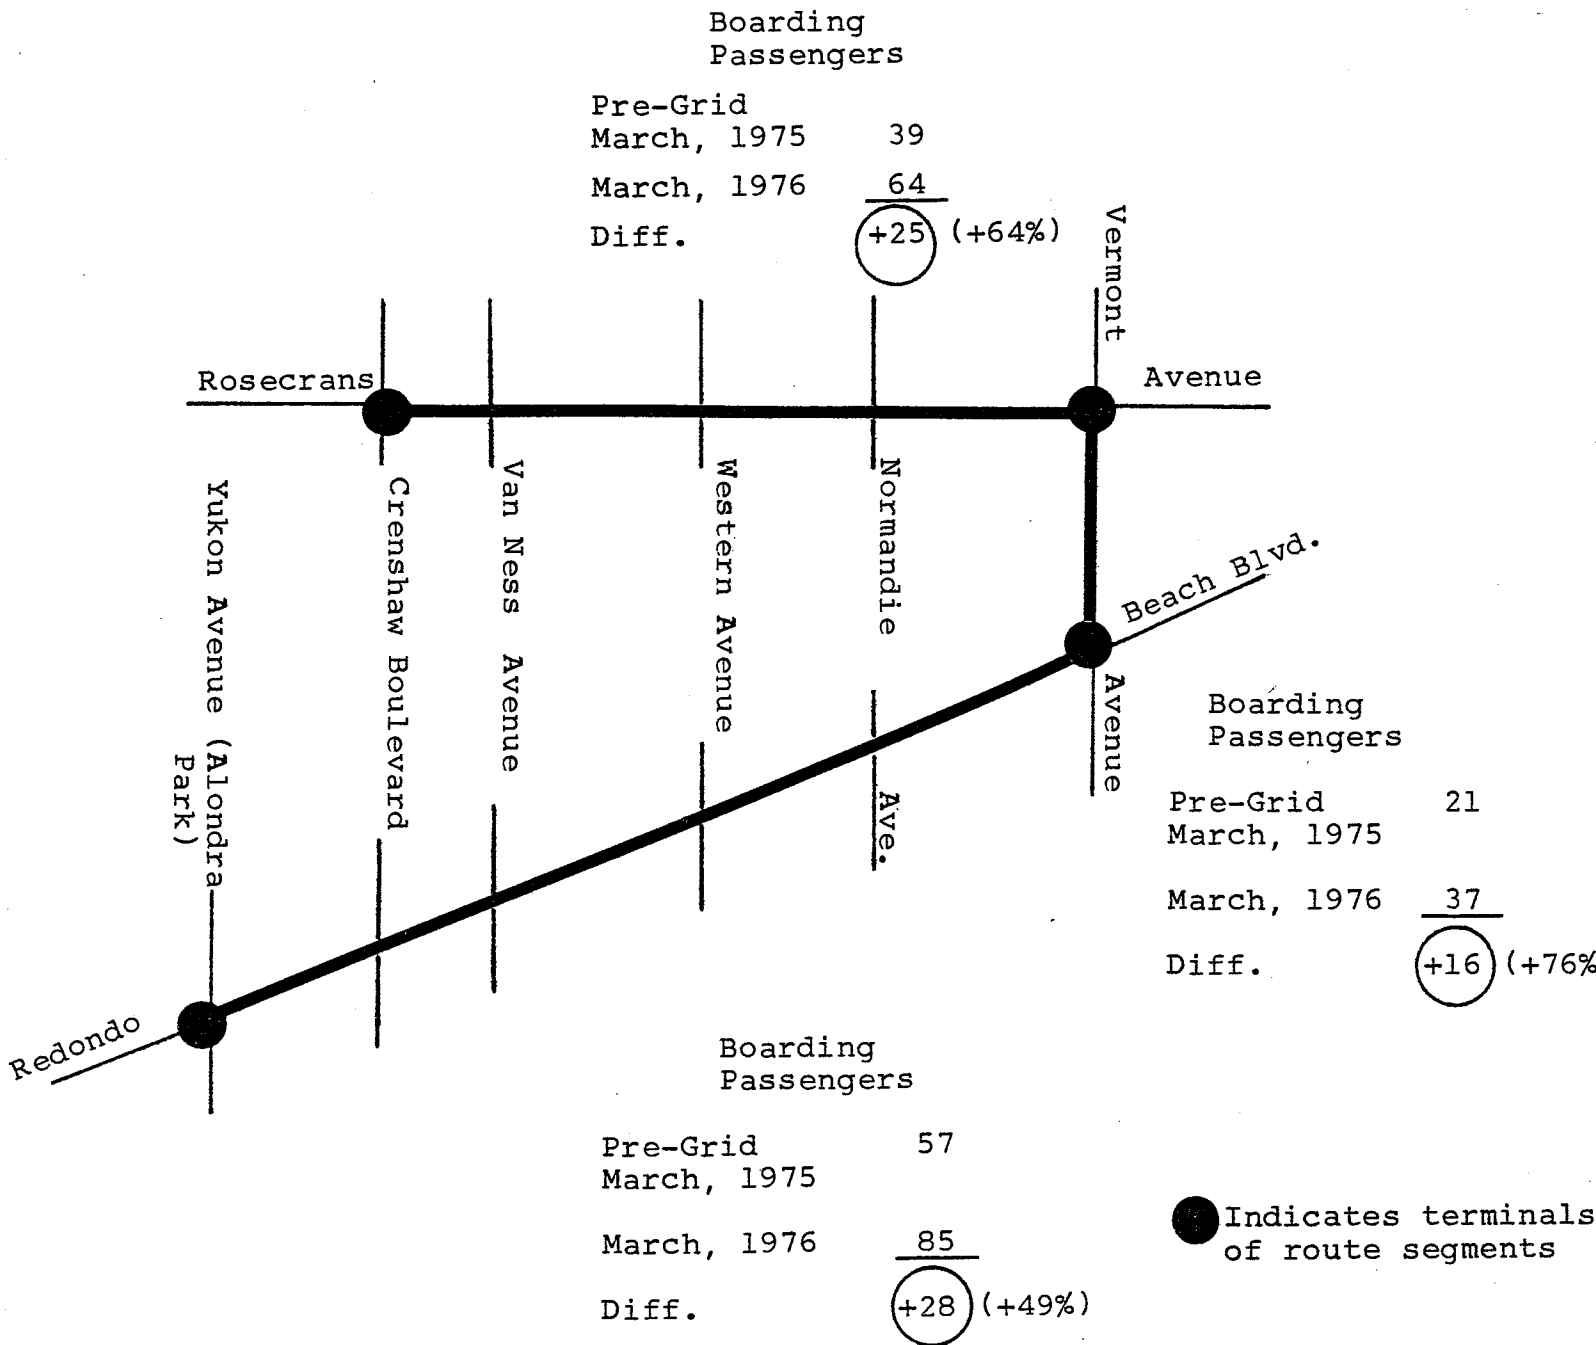 Boarding
Passengers
Pre-Grid
March, 1975 39
March, 1976 64
Diff. +25 (+64%)
Vermont
Rosecrans
Avenue
Yukon Avenue (Alondra
Park)
Crenshaw Boulevard
Van Ness Avenue
Western Avenue
Normandie
Ave.
Beach Blvd.
Avenue
Boarding
Passengers
Pre-Grid 21
March, 1975
March, 1976 37
Diff. +16 (+76%
Redondo
Boarding
Passengers
Pre-Grid 57
March, 1975
March, 1976 85
Diff. +28 (+49%)
Indicates terminals
of route segments